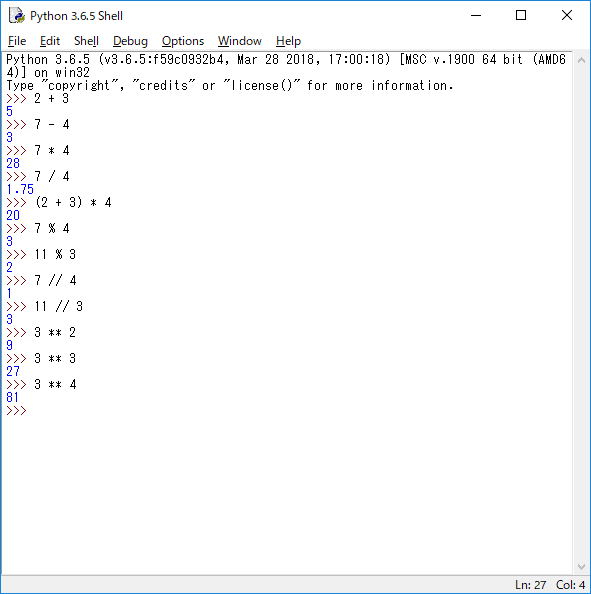 Python 3.6.5 Shell
File Edit Shell Debug Options Window Help
Python 3.6.5 (v3.6.5:f59c0932b4, Mar 28 2018, 17:00:18) [MSC v.1900 64 bit (AMD6
4)] on win32
Type "copyright", "credits" or "license()" for more information.
>>> 2 + 3
5
>>> 7 - 4
3
>>> 7 * 4
28
>>> 7 / 4
1.75
>>> (2 + 3) * 4
20
>>> 7 % 4
3
>>> 11 % 3
2
>>> 7 // 4
1
>>> 11 // 3
3
>>> 3 ** 2
9
>>> 3 ** 3
27
>>> 3 ** 4
81
>>>
Ln: 27 Col: 4